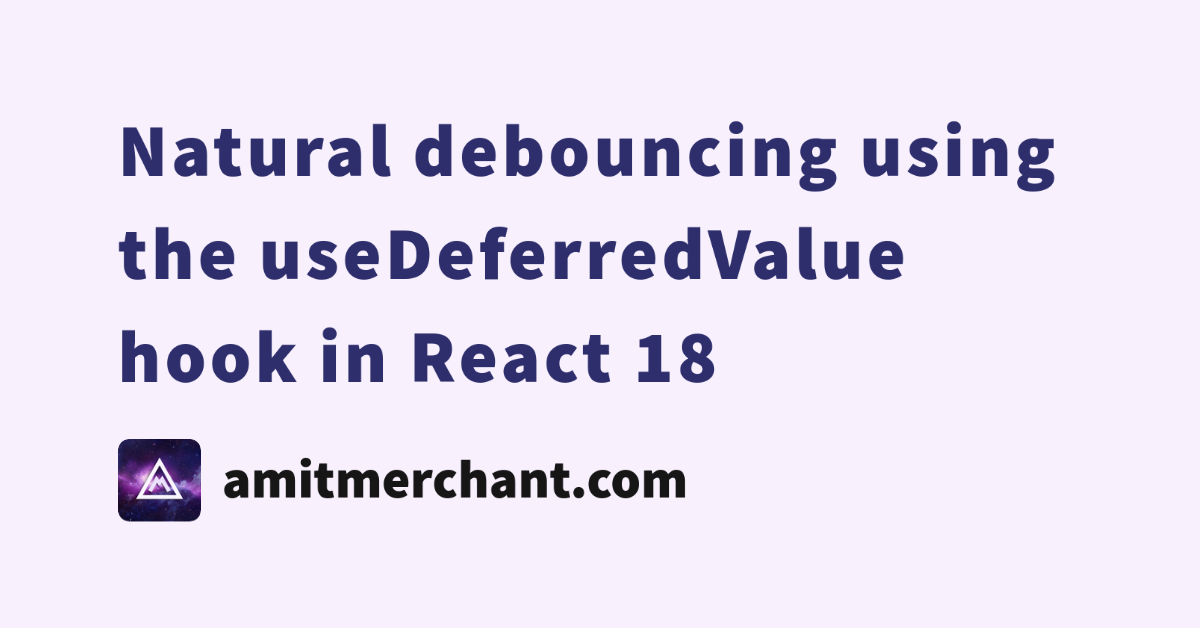 Natural debouncing using
the useDeferredValue
hook in React 18
amitmerchant.com